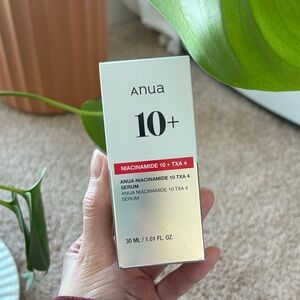 Anua
10+
NIACINAMIDE 10 + TXA 4
ANUA NIACINAMIDE 10 TXA 4
SERUM
ANUA NIACINAMIDE 10 TXA 4
SÉRUM
30 ML / 1.01 FL. OZ.